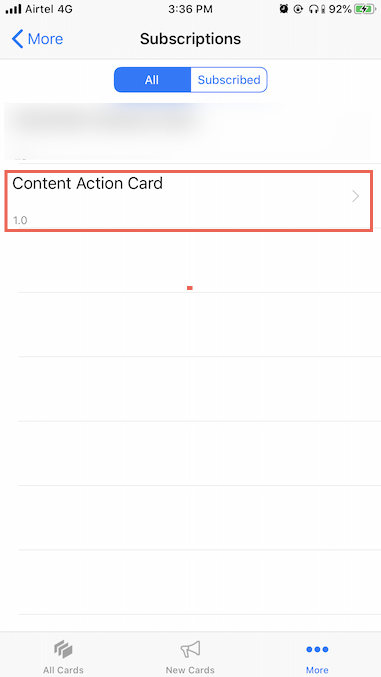 Airtel 4G 3:36 PM 92%
More Subscriptions
All Subscribed
Content Action Card
1.0
All Cards New Cards More